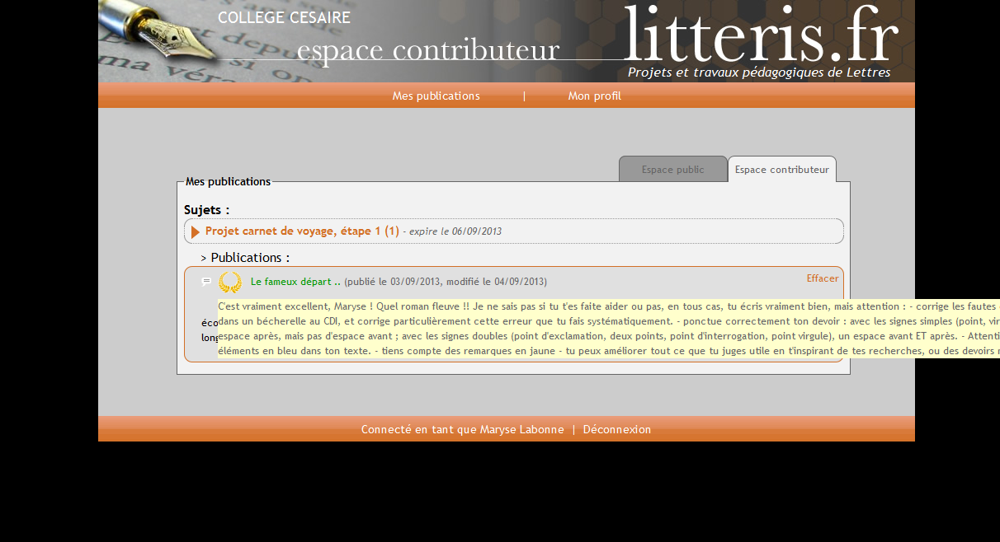 COLLEGE CESAIRE
litteris.fr
espace contributeur
Projets et travaux pédagogiques de Lettres
Mes publications | Mon profil
Espace public Espace contributeur
Mes publications
Sujets :
Projet carnet de voyage, étape 1 (1) - expire le 06/09/2013
> Publications :
Le fameux départ .. (publié le 03/09/2013, modifié le 04/09/2013) Effacer
C'est vraiment excellent, Maryse ! Quel roman fleuve !! Je ne sais pas si tu t'es faite aider ou pas, en tous cas, tu écris vraiment bien, mais attention : - corrige les fautes
éco dans un bécherelle au CDI, et corrige particulièrement cette erreur que tu fais systématiquement. - ponctue correctement ton devoir : avec les signes simples (point, vir
long espace après, mais pas d'espace avant ; avec les signes doubles (point d'exclamation, deux points, point d'interrogation, point virgule), un espace avant ET après. - Attenti
éléments en bleu dans ton texte. - tiens compte des remarques en jaune - tu peux améliorer tout ce que tu juges utile en t'inspirant de tes recherches, ou des devoirs
Connecté en tant que Maryse Labonne | Déconnexion